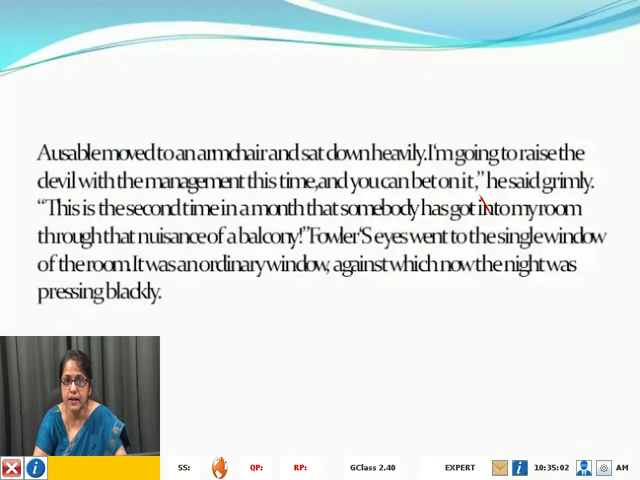 Ausable moved to an armchair and sat down heavily.I'm going to raise the
devil with the management this time,and you can bet on it ,” he said grimly.
“ This is the second time in a month that somebody has got into my room
through that nuisance of a balcony!”Fowler‘S eyes went to the single window
of the room.It was an ordinary window, against which now the night was
pressing blackly.
SS: QP: RP: GClass 2.40 EXPERT 10:35:02 AM